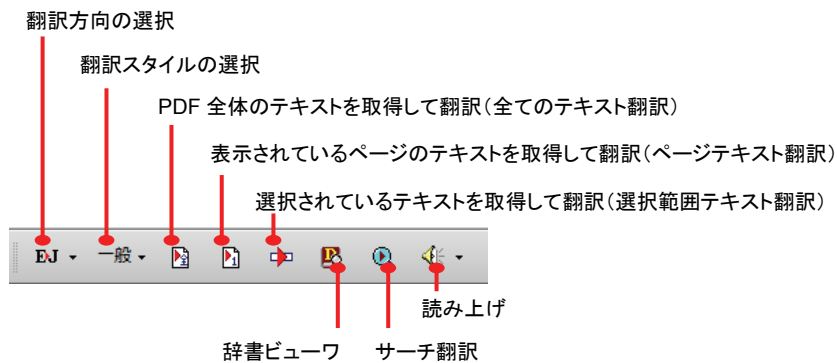 翻訳方向の選択
翻訳スタイルの選択
PDF 全体のテキストを取得して翻訳(全てのテキスト翻訳)
表示されているページのテキストを取得して翻訳(ページテキスト翻訳)
選択されているテキストを取得して翻訳(選択範囲テキスト翻訳)
EJ 一般 全 1 D
読み上げ
辞書ビューワ サーチ翻訳